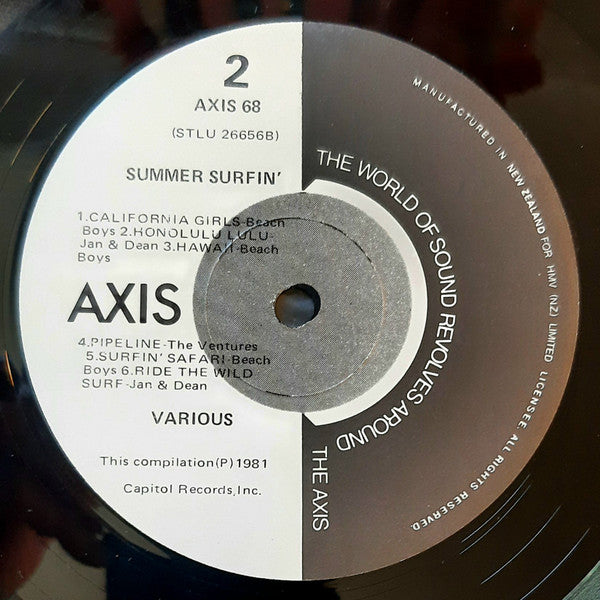 2
AXIS 68
(STLU 26656B)
SUMMER SURFIN'
1.CALIFORNIA GIRLS-Beach
Boys 2.HONOLULU LULU-
Jan & Dean 3.HAWAII-Beach
Boys
AXIS
4.PIPELINE-The Ventures
5.SURFIN' SAFARI-Beach
Boys 6.RIDE THE WILD
SURF-Jan & Dean
VARIOUS
This compilation(P) 1981
Capitol Records,Inc.
THE WORLD OF SOUND REVOLVES AROUND THE AXIS
MANUFACTURED IN NEW ZEALAND FOR HMV (NZ) LIMITED LICENSEE. ALL RIGHTS RESERVED.